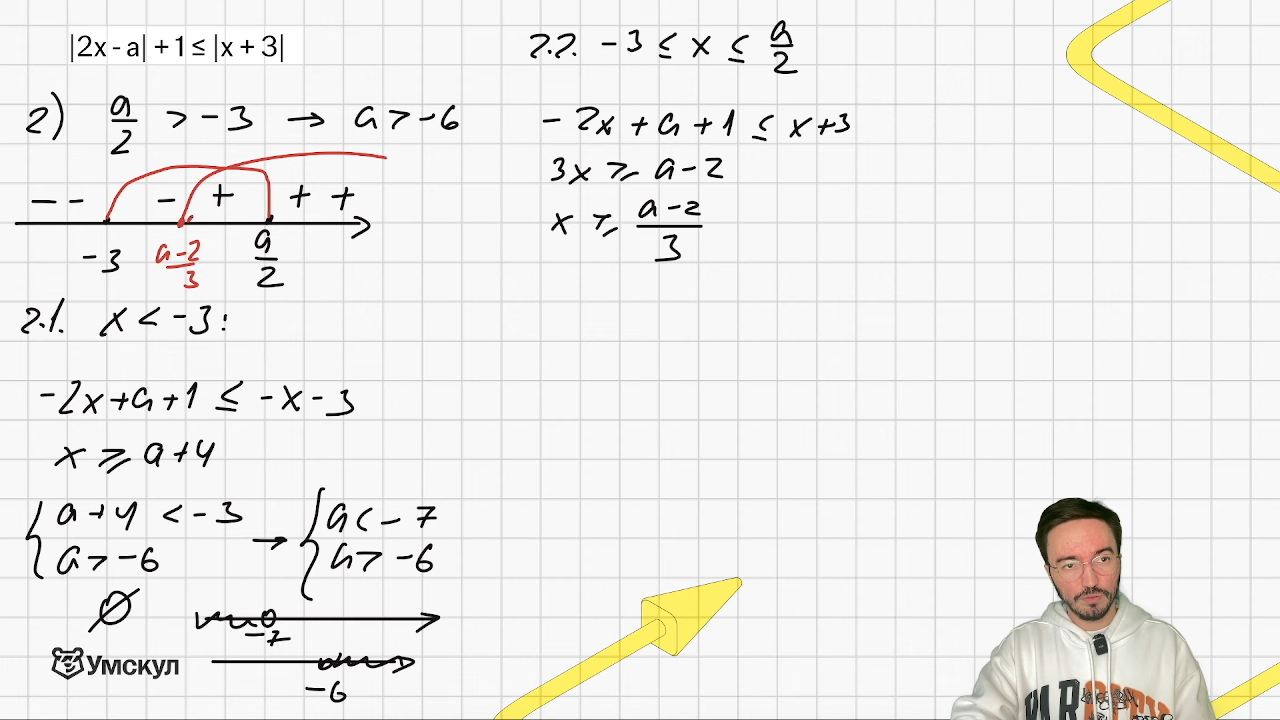 |2x - a| + 1 ≤ |x + 3|
2) a/2 > -3 → a > -6
- - - + + +
-3 a-2/3 a/2
2.1. x < -3:
-2x+a+1 ≤ -x-3
x ≥ a+4
{ a+4 < -3 → { a < -7
a > -6 a > -6
∅ -7
-6
Умскул
2.2. -3 ≤ x ≤ a/2
-2x+a+1 ≤ x+3
3x ≥ a-2
x ≥ a-2/3